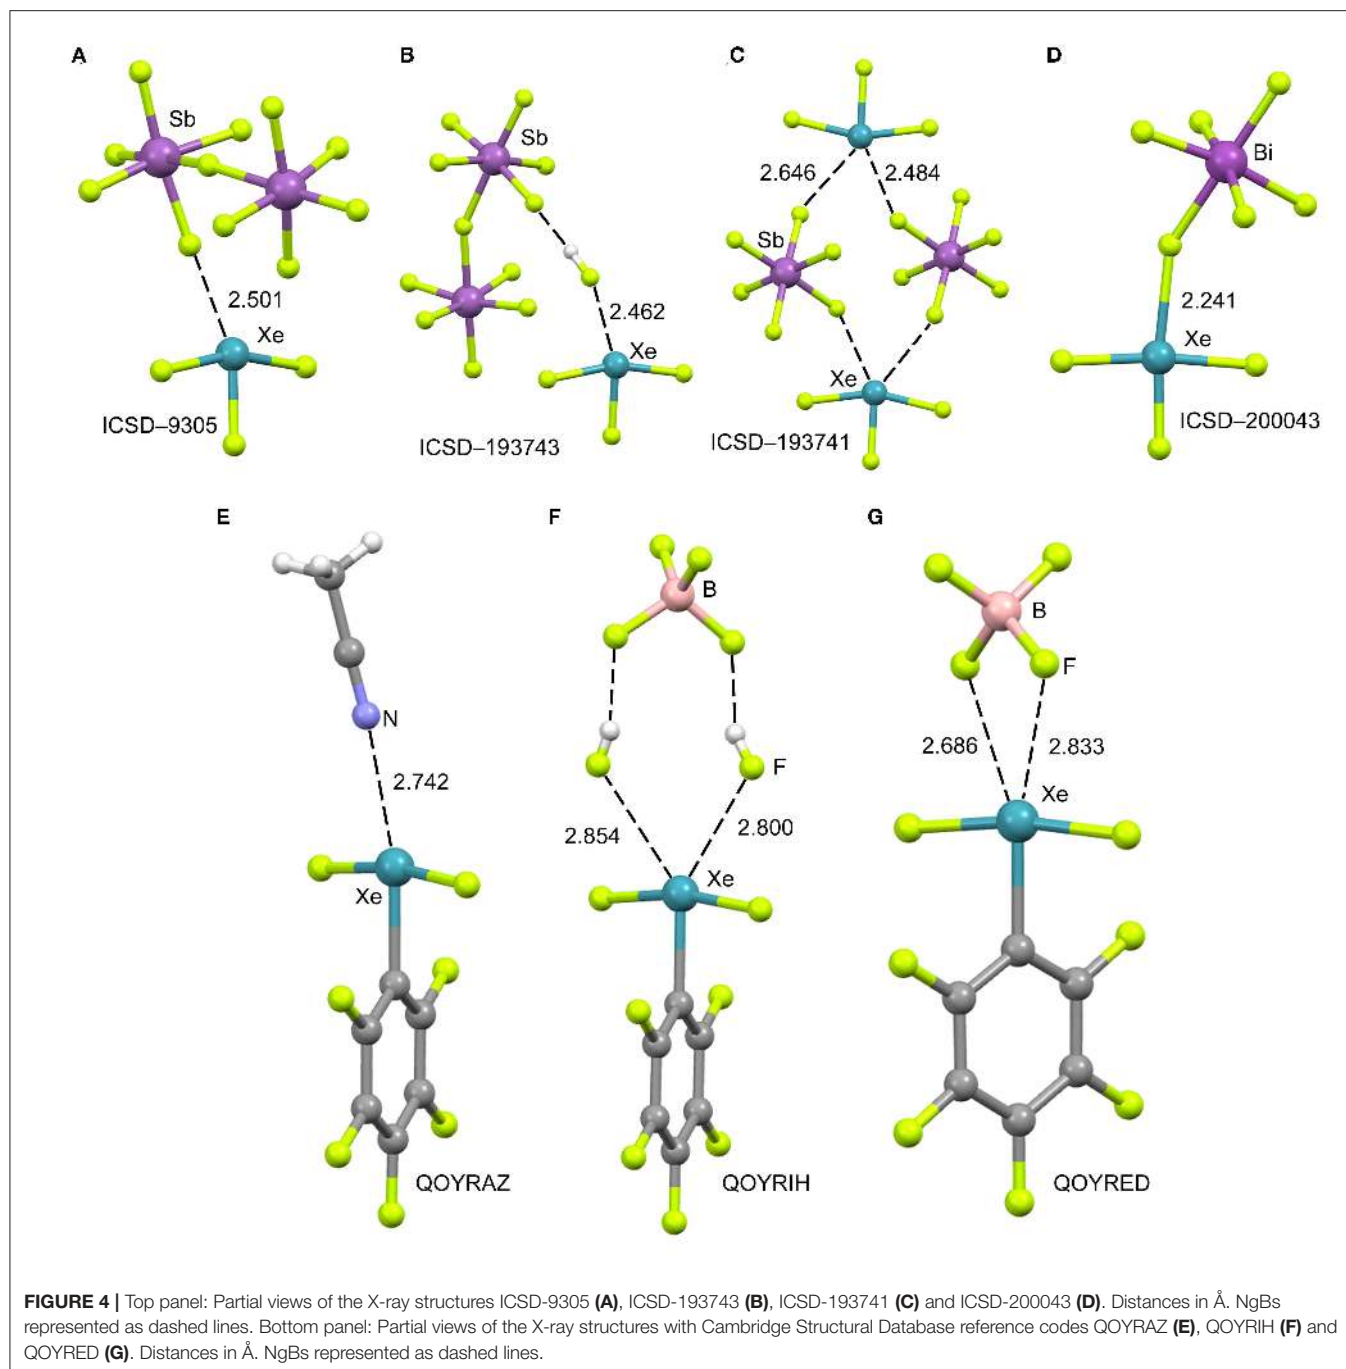 A
B
C
D
Sb
Sb
Bi
2.646
2.484
Sb
2.501
2.462
2.241
Xe
Xe
Xe
Xe
ICSD–9305
ICSD–193743
ICSD–193741
ICSD–200043
E
F
G
B
B
F
N
2.742
F
2.686
2.833
2.854
2.800
Xe
Xe
Xe
QOYRAZ
QOYRIH
QOYRED
FIGURE 4 | Top panel: Partial views of the X-ray structures ICSD-9305 (A), ICSD-193743 (B), ICSD-193741 (C) and ICSD-200043 (D). Distances in Å. NgBs
represented as dashed lines. Bottom panel: Partial views of the X-ray structures with Cambridge Structural Database reference codes QOYRAZ (E), QOYRIH (F) and
QOYRED (G). Distances in Å. NgBs represented as dashed lines.